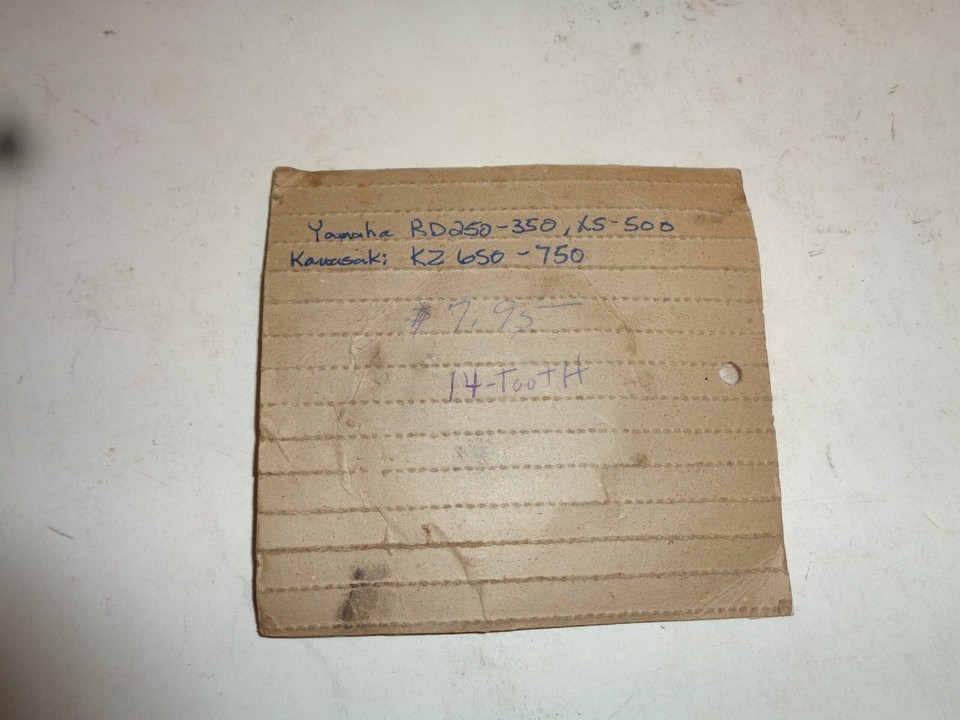 Yamaha RD250-350, XS-500
Kawasaki KZ 650-750
$7.95
14-TOOTH